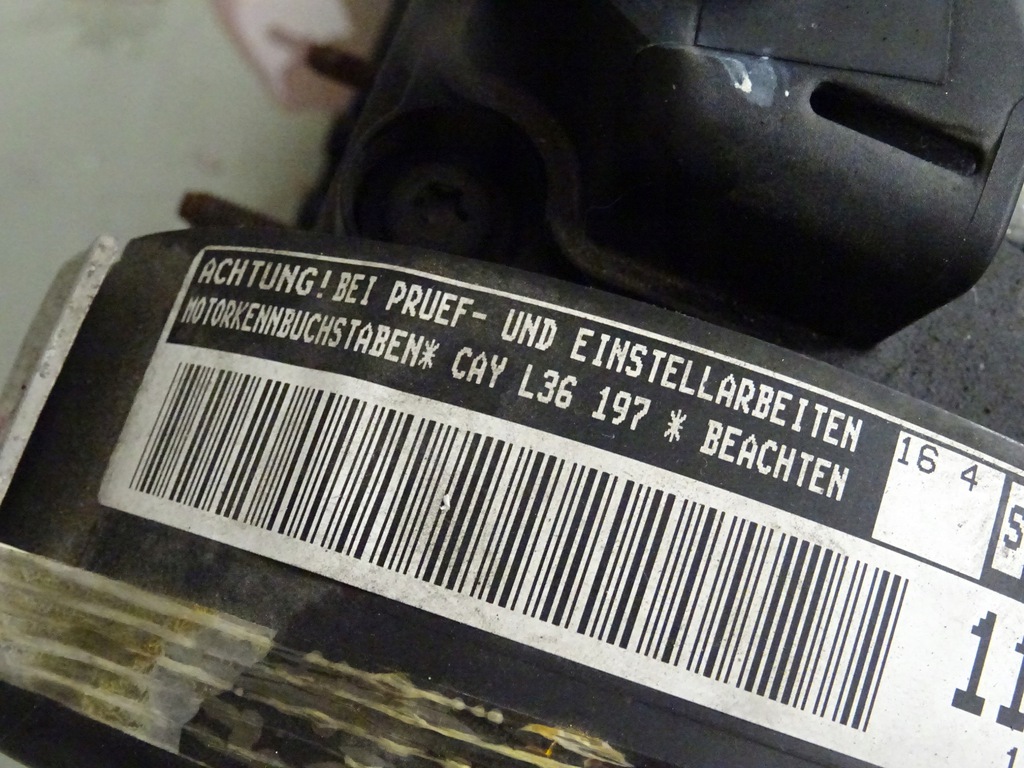 ACHTUNG! BEI PRUEF- UND EINSTELLARBEITEN
MOTORKENNBUCHSTABEN* CAY L36 197 * BEACHTEN
16 4